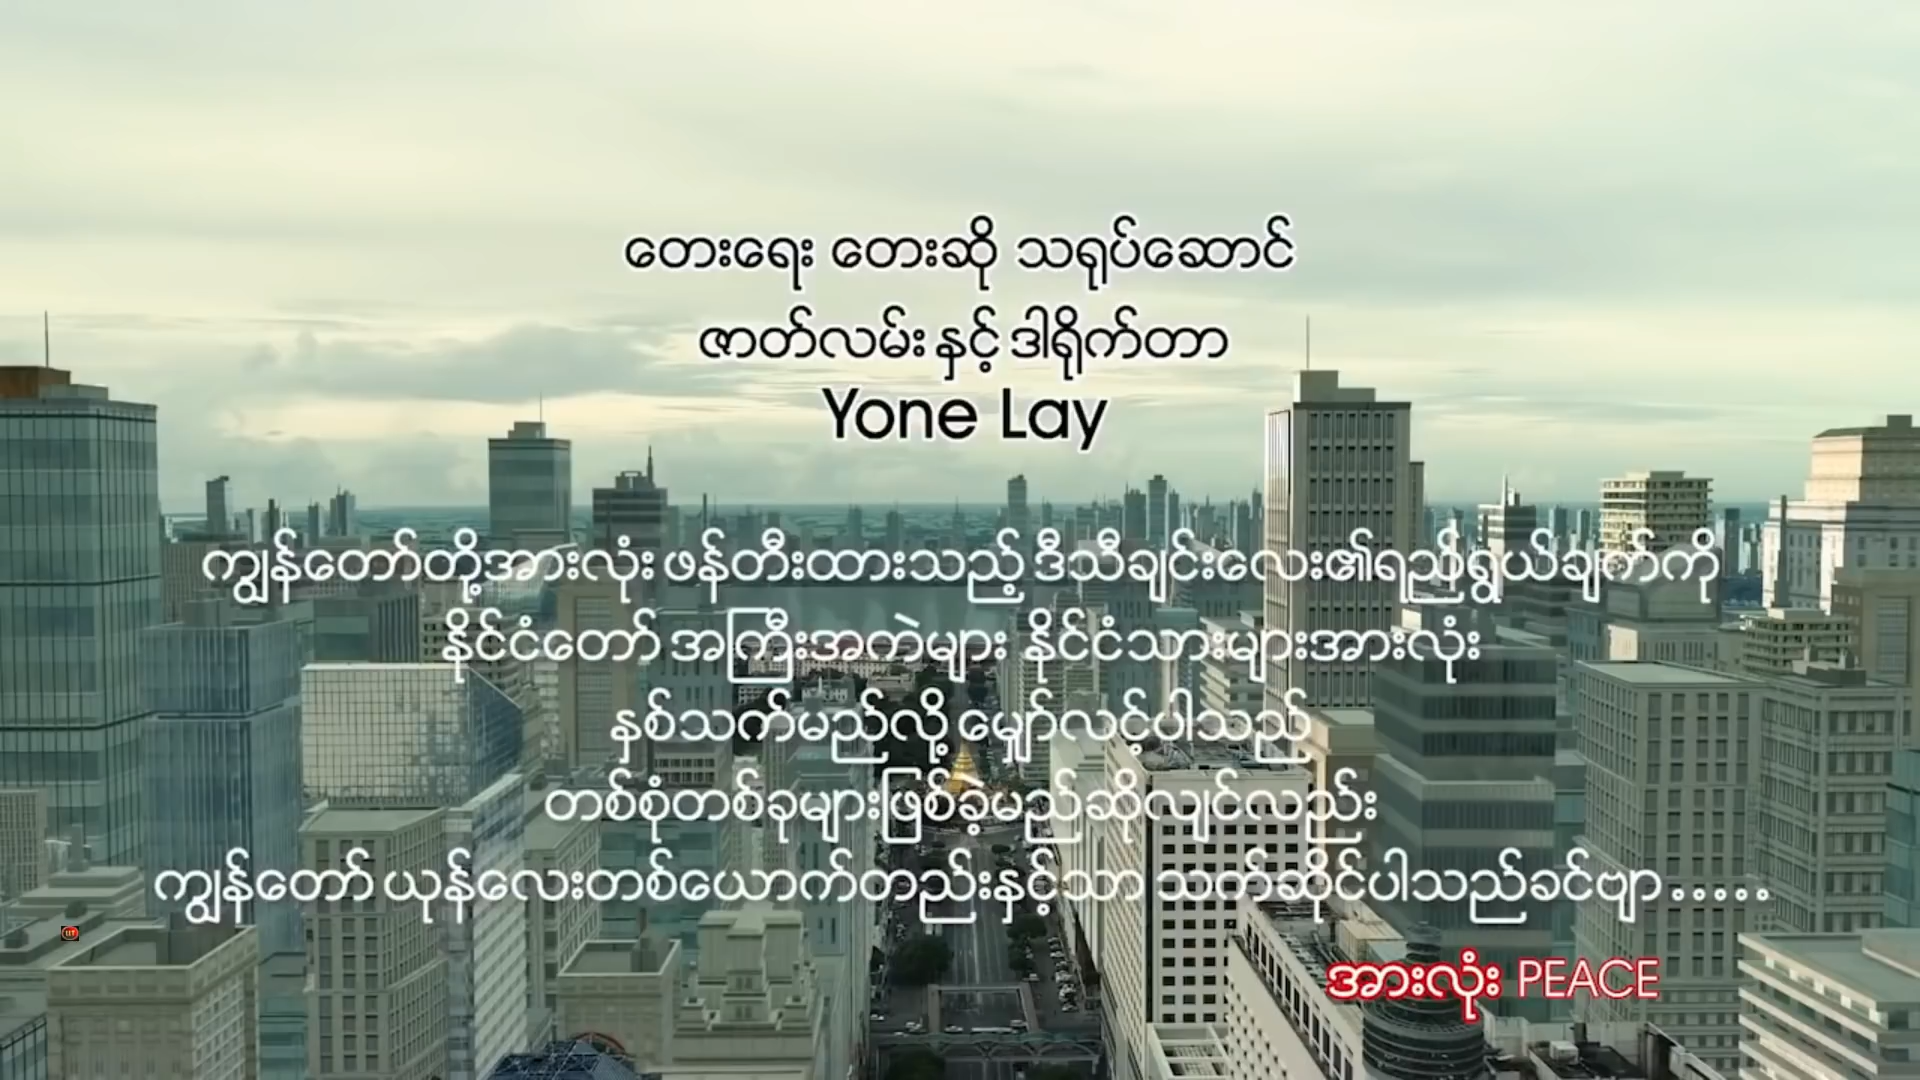 တေးရေး တေးဆို သရုပ်ဆောင်
ဇာတ်လမ်း နှင့် ဒါရိုက်တာ
Yone Lay
ကျွန်တော်တို့အားလုံး ဖန်တီးထားသည့် ဒီသီချင်းလေး၏ရည်ရွယ်ချက်ကို
နိုင်ငံတော် အကြီးအကဲများ နိုင်ငံသားများအားလုံး
နှစ်သက်မည်လို့ မျှော်လင့်ပါသည်
တစ်စုံတစ်ခုများဖြစ်ခဲ့မည်ဆိုလျင်လည်း
ကျွန်တော် ယုန်လေးတစ်ယောက်တည်းနှင့်သာ သက်ဆိုင်ပါသည်ခင်ဗျာ.....
အားလုံး PEACE